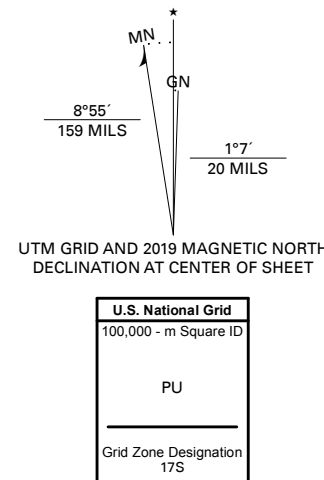 ★
MN
GN
8°55´
159 MILS
1°7´
20 MILS
UTM GRID AND 2019 MAGNETIC NORTH
DECLINATION AT CENTER OF SHEET
U.S. National Grid
100,000 - m Square ID
PU
Grid Zone Designation
17S